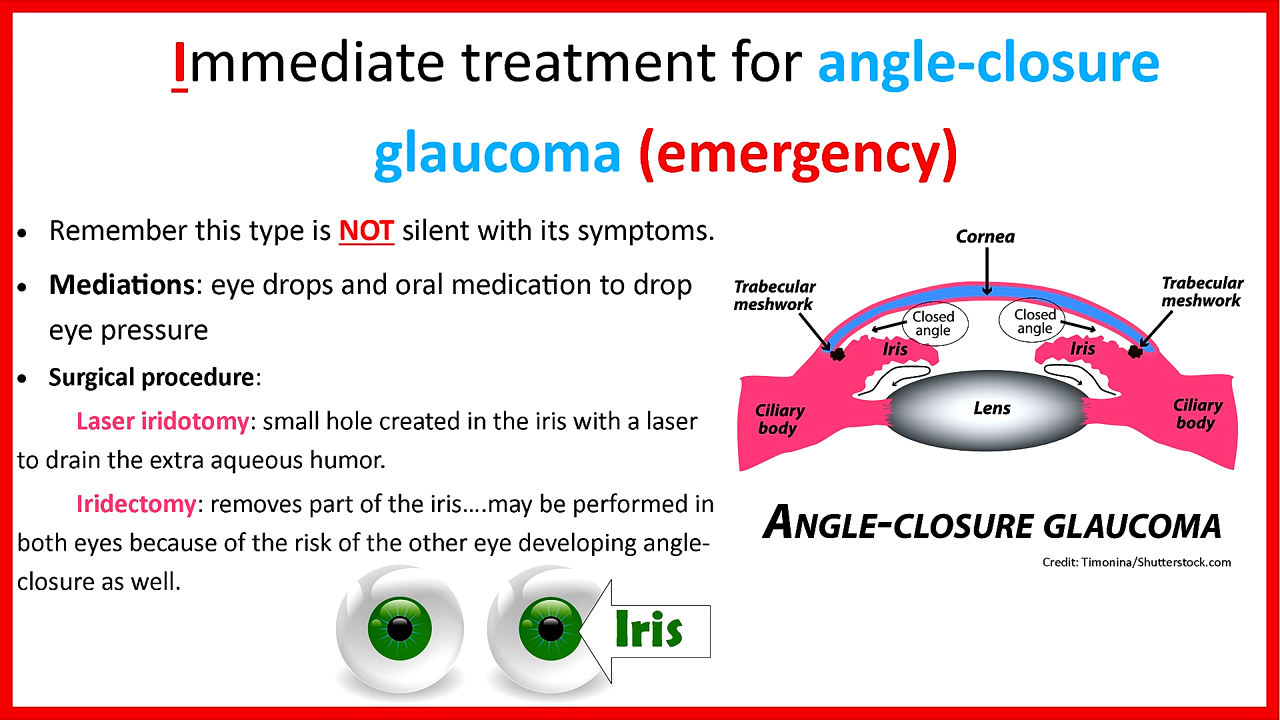 Immediate treatment for angle-closure
glaucoma (emergency)
• Remember this type is NOT silent with its symptoms.
• Mediations: eye drops and oral medication to drop
eye pressure
• Surgical procedure:
Laser iridotomy: small hole created in the iris with a laser
to drain the extra aqueous humor.
Iridectomy: removes part of the iris....may be performed in
both eyes because of the risk of the other eye developing angle-
closure as well.
Iris
Cornea
Trabecular
meshwork
Trabecular
meshwork
Closed
angle
Closed
angle
Iris
Iris
Ciliary
body
Lens
Ciliary
body
ANGLE-CLOSURE GLAUCOMA
Credit: Timonina/Shutterstock.com